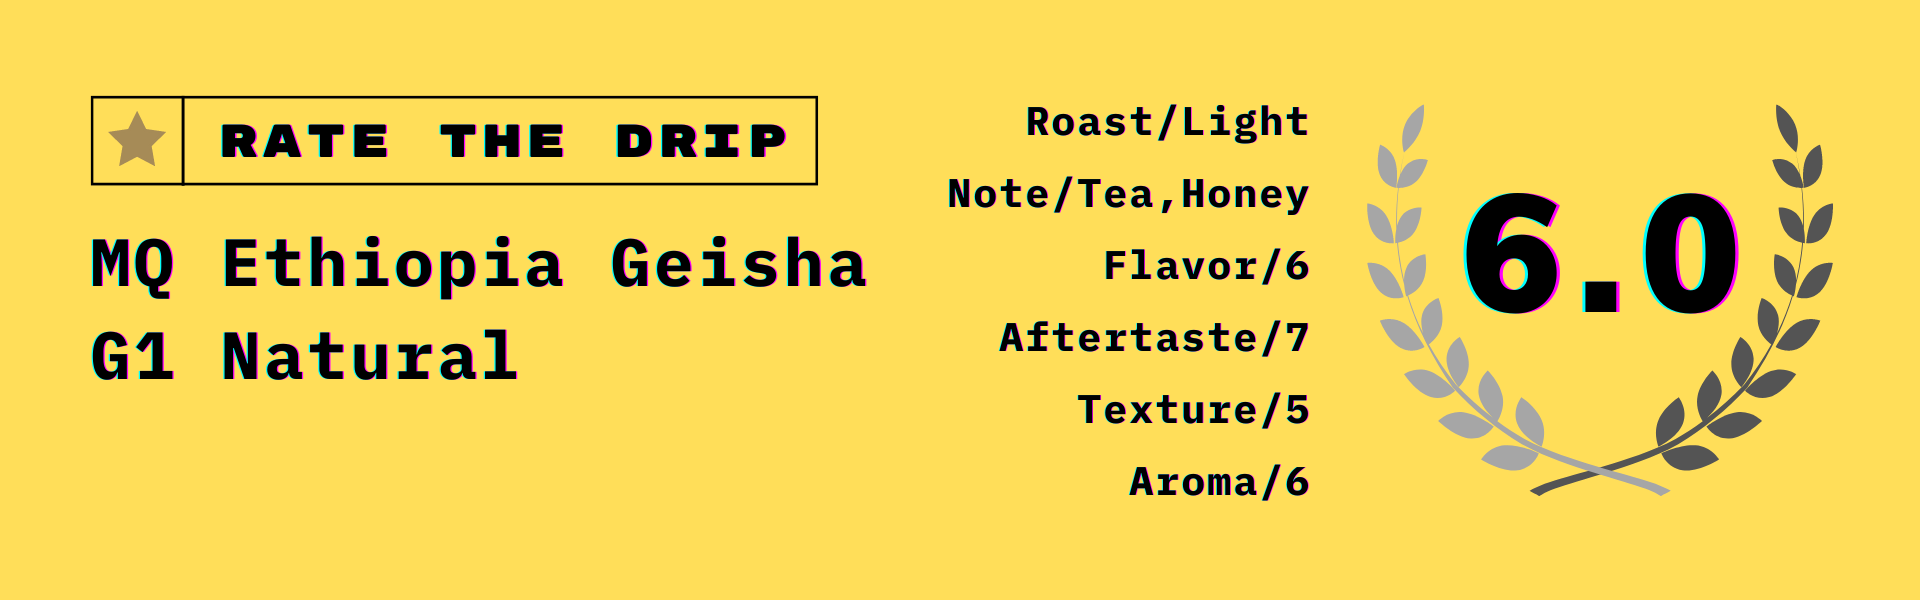 RATE THE DRIP
MQ Ethiopia Geisha
G1 Natural
Roast/Light
Note/Tea,Honey
Flavor/6
Aftertaste/7
Texture/5
Aroma/6
6.0